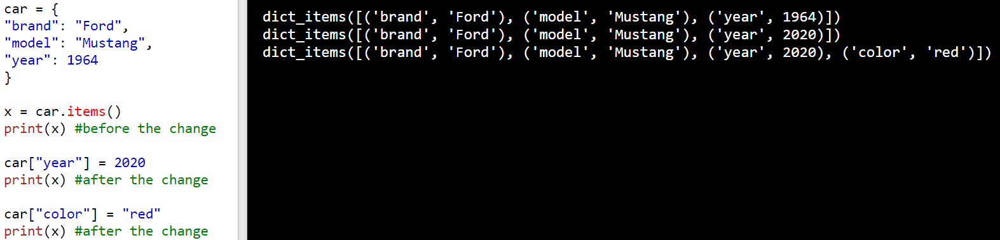 car = {
"brand": "Ford",
"model": "Mustang",
"year": 1964
}
x = car.items()
print(x) #before the change
car["year"] = 2020
print(x) #after the change
car["color"] = "red"
print(x) #after the change
dict_items([('brand', 'Ford'), ('model', 'Mustang'), ('year', 1964)])
dict_items([('brand', 'Ford'), ('model', 'Mustang'), ('year', 2020)])
dict_items([('brand', 'Ford'), ('model', 'Mustang'), ('year', 2020), ('color', 'red')])